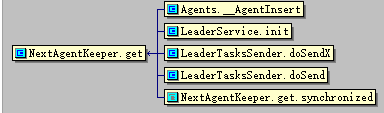 Agents.__AgentInsert
LeaderService.init
NextAgentKeeper.get
LeaderTasksSender.doSendX
LeaderTasksSender.doSend
NextAgentKeeper.get.synchronized